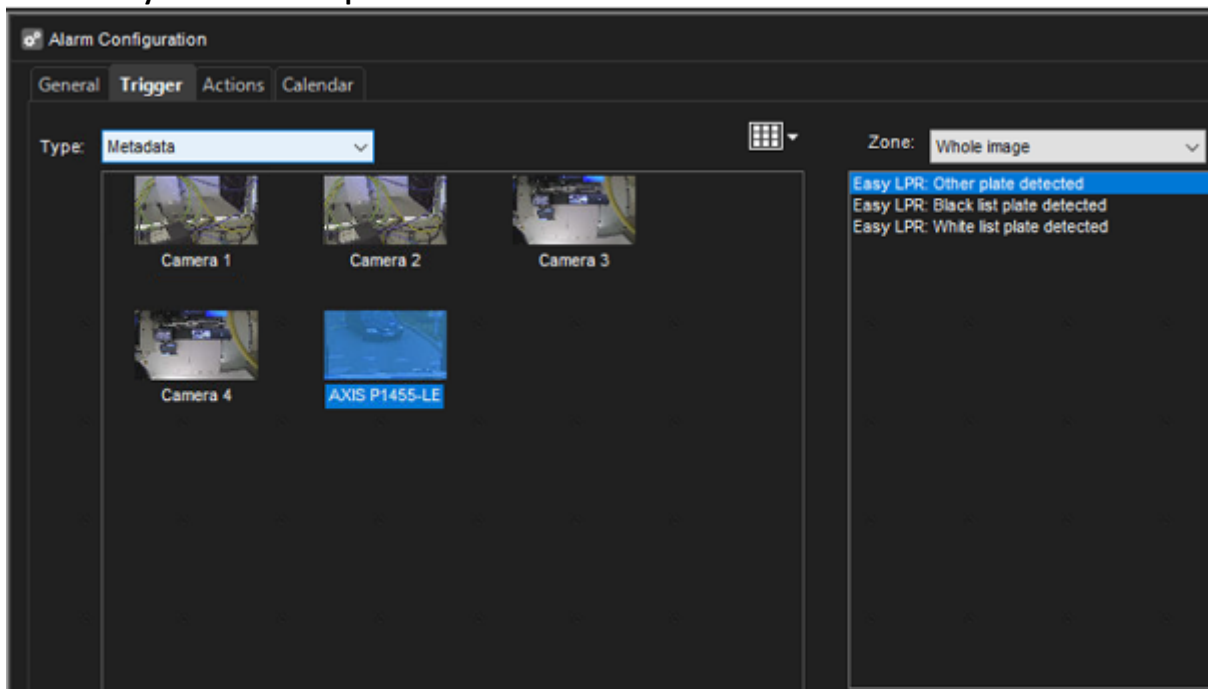 Alarm Configuration
General Trigger Actions Calendar
Type: Metadata
Zone: Whole image
Easy LPR: Other plate detected
Easy LPR: Black list plate detected
Easy LPR: White list plate detected
Camera 1 Camera 2 Camera 3
Camera 4 AXIS P1455-LE